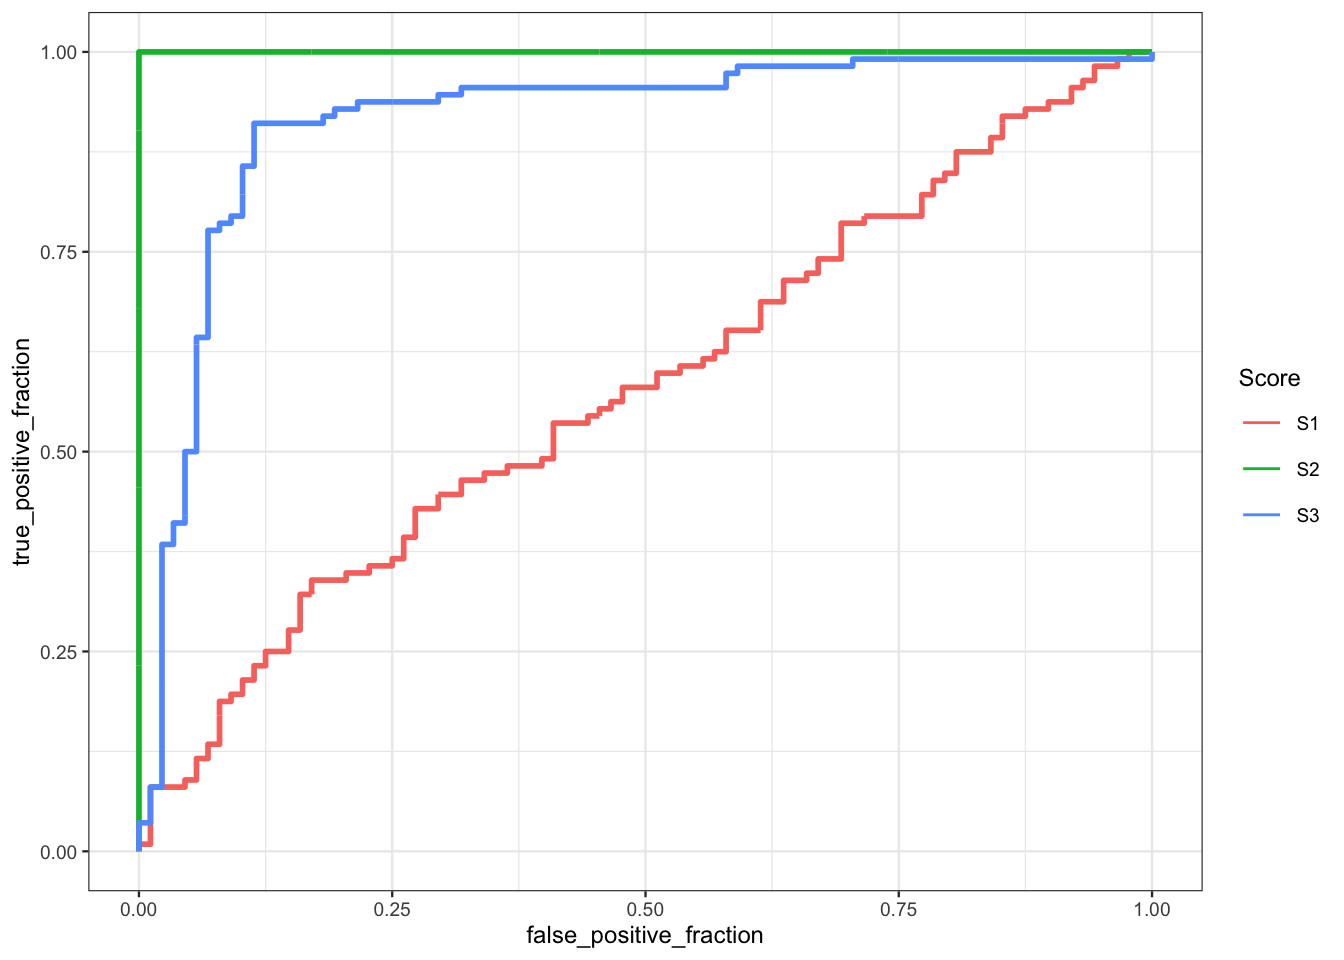 1.00
0.75
0.50
0.25
0.00
true_positive_fraction
0.00 0.25 0.50 0.75 1.00
false_positive_fraction
Score
S1
S2
S3